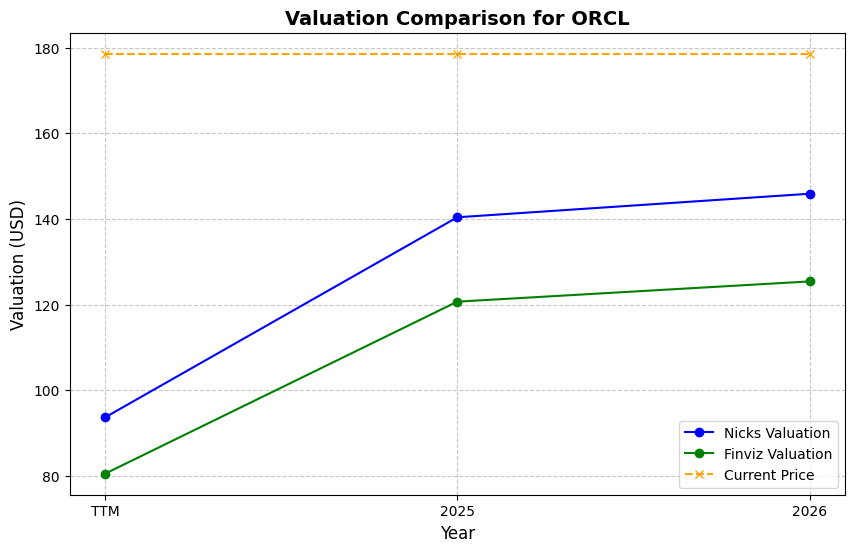 Valuation Comparison for ORCL
Valuation (USD)
180
160
140
120
100
80
TTM
2025
2026
Year
Nicks Valuation
Finviz Valuation
Current Price